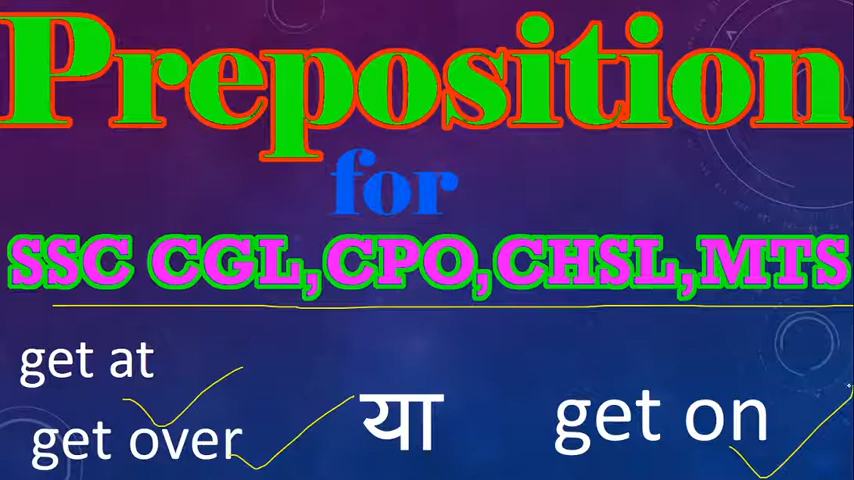 Preposition
for
SSC CGL,CPO,CHSL,MTS
get at
get over या get on